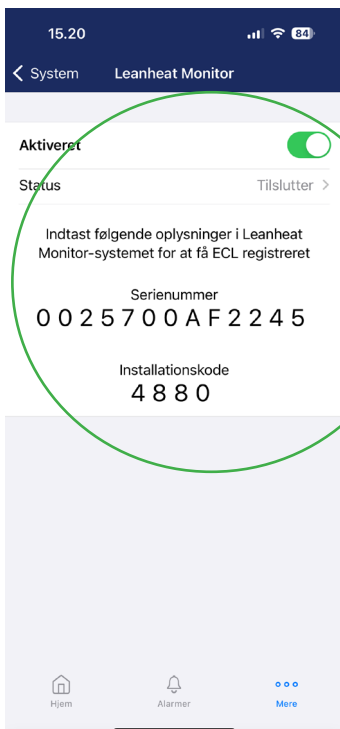 15.20
84
System
Leanheat Monitor
Aktiveret
Status
Tilslutter
Indtast følgende oplysninger i Leanheat
Monitor-systemet for at få ECL registreret
Serienummer
0025700AF2245
Installationskode
4880
Hjem
Alarmer
Mere